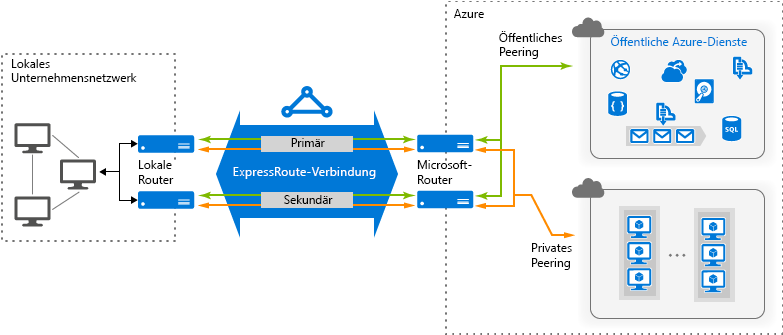 Azure
Öffentliches
Peering
Öffentliche Azure-Dienste
Lokales
Unternehmensnetzwerk
{ }
SQL
Primär
Lokale
Router
ExpressRoute-Verbindung
Microsoft-
Router
Sekundär
Privates
Peering
...